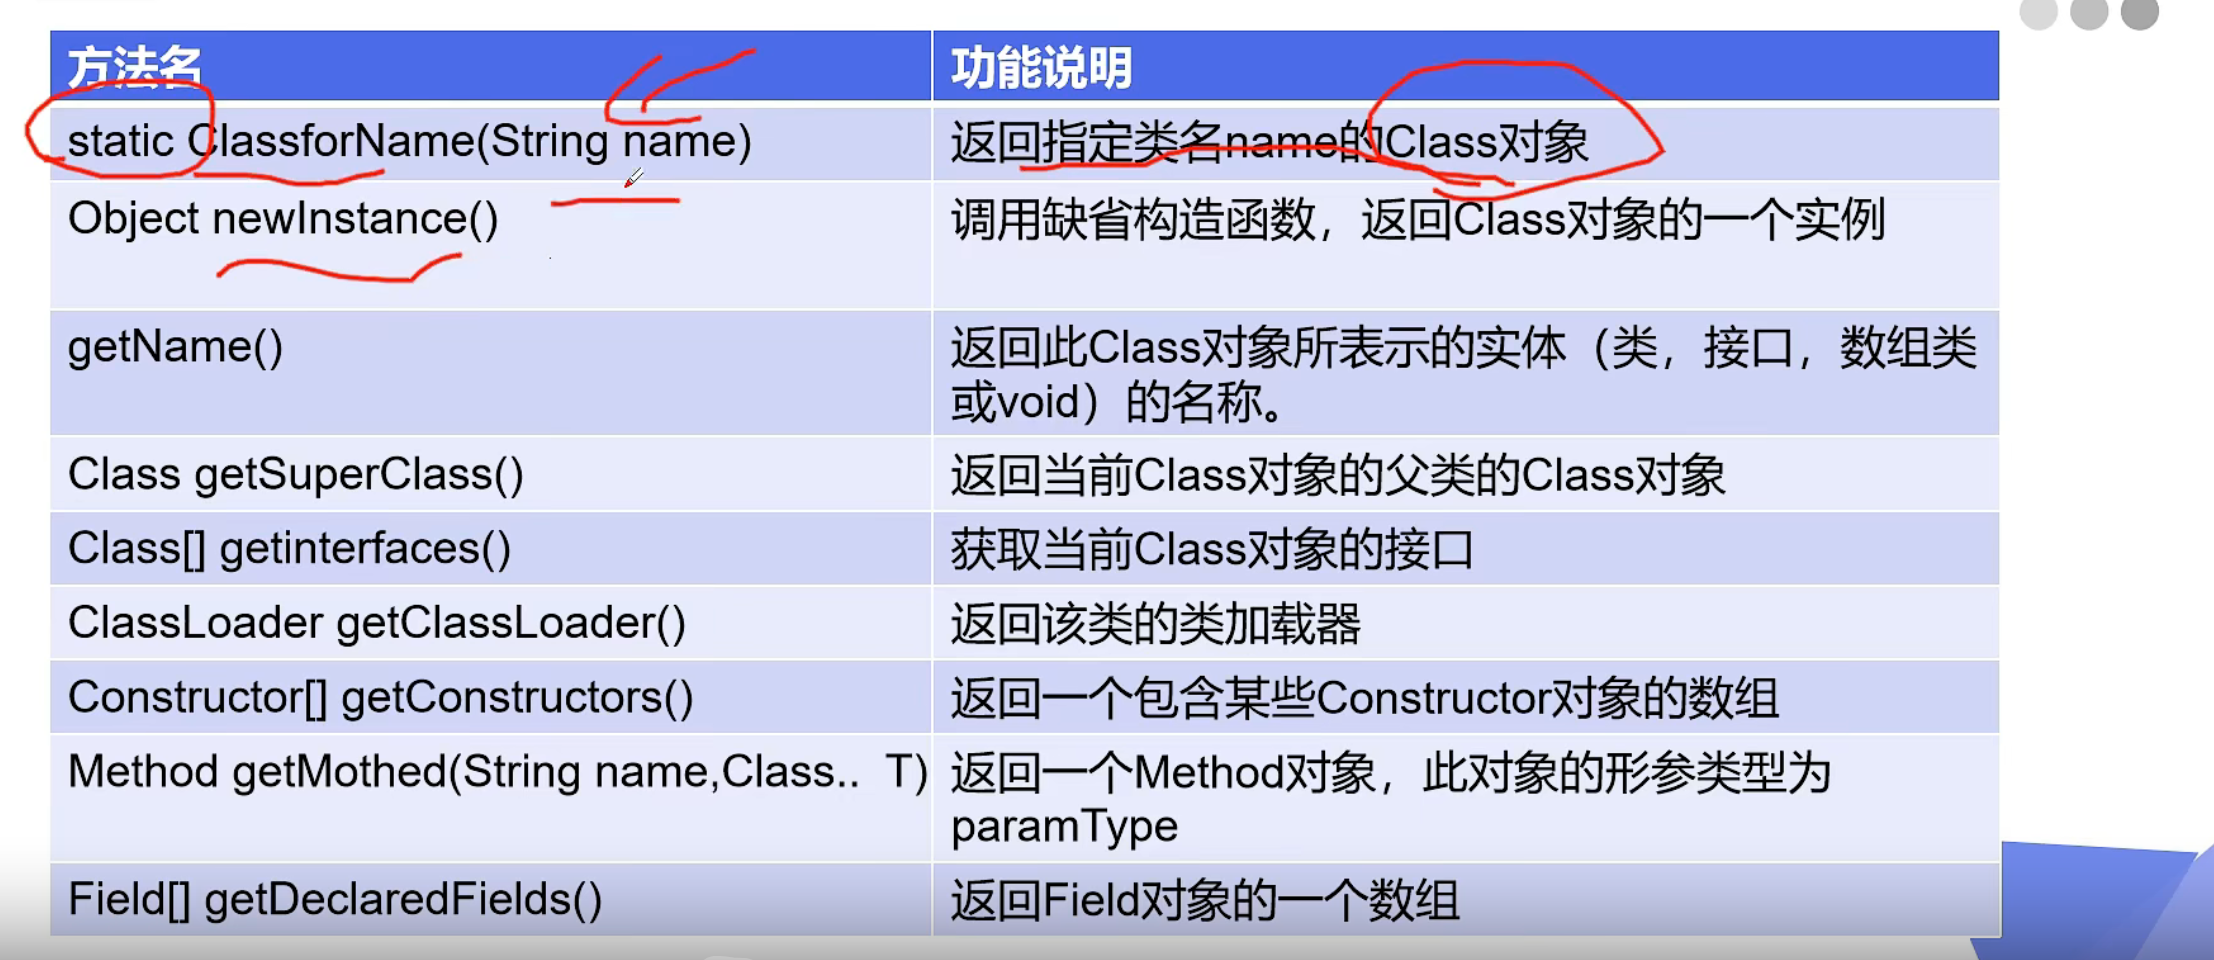 方法名
功能说明
static ClassforName(String name)
返回指定类名name的Class对象
Object newInstance()
调用缺省构造函数，返回Class对象的一个实例
getName()
返回此Class对象所表示的实体（类，接口，数组类
或void）的名称。
Class getSuperClass()
返回当前Class对象的父类的Class对象
Class[] getinterfaces()
获取当前Class对象的接口
ClassLoader getClassLoader()
返回该类的类加载器
Constructor[] getConstructors()
返回一个包含某些Constructor对象的数组
Method getMothed(String name,Class.. T)
返回一个Method对象，此对象的形参类型为
paramType
Field[] getDeclaredFields()
返回Field对象的一个数组